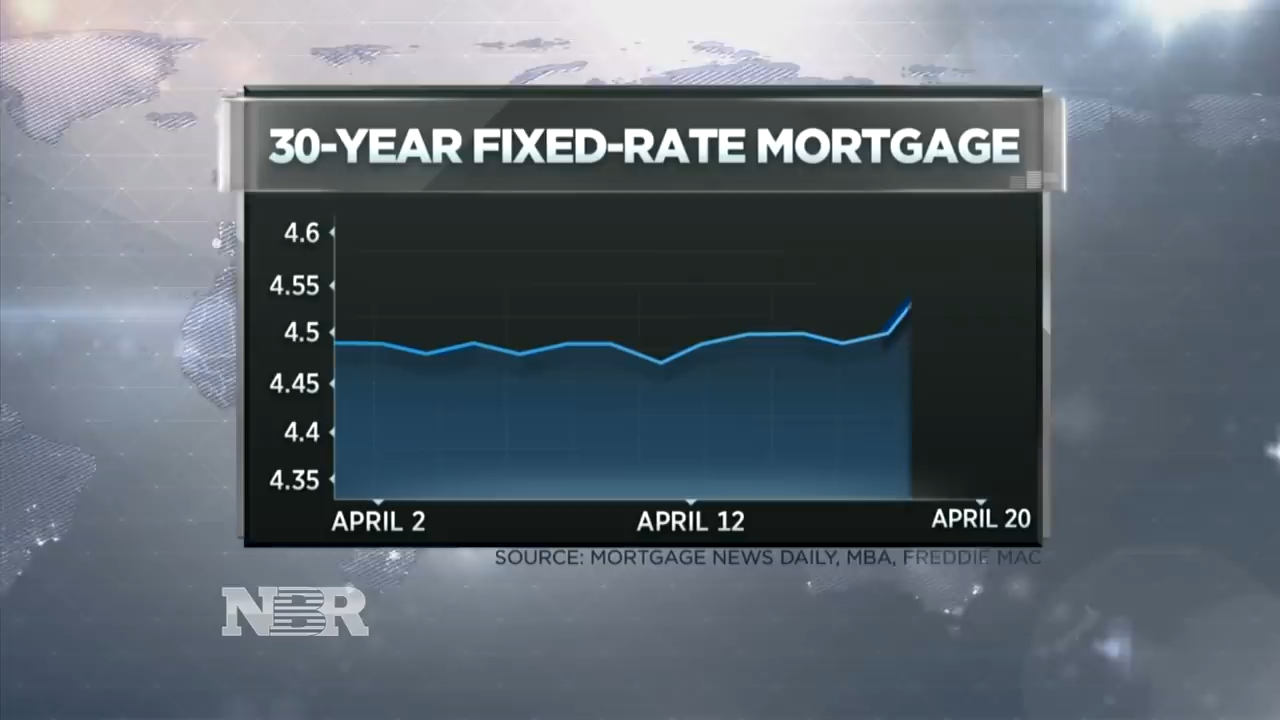 30-YEAR FIXED-RATE MORTGAGE
4.6
4.55
4.5
4.45
4.4
4.35
APRIL 2
APRIL 12
APRIL 20
SOURCE: MORTGAGE NEWS DAILY, MBA, FREDDIE MAC
NBR